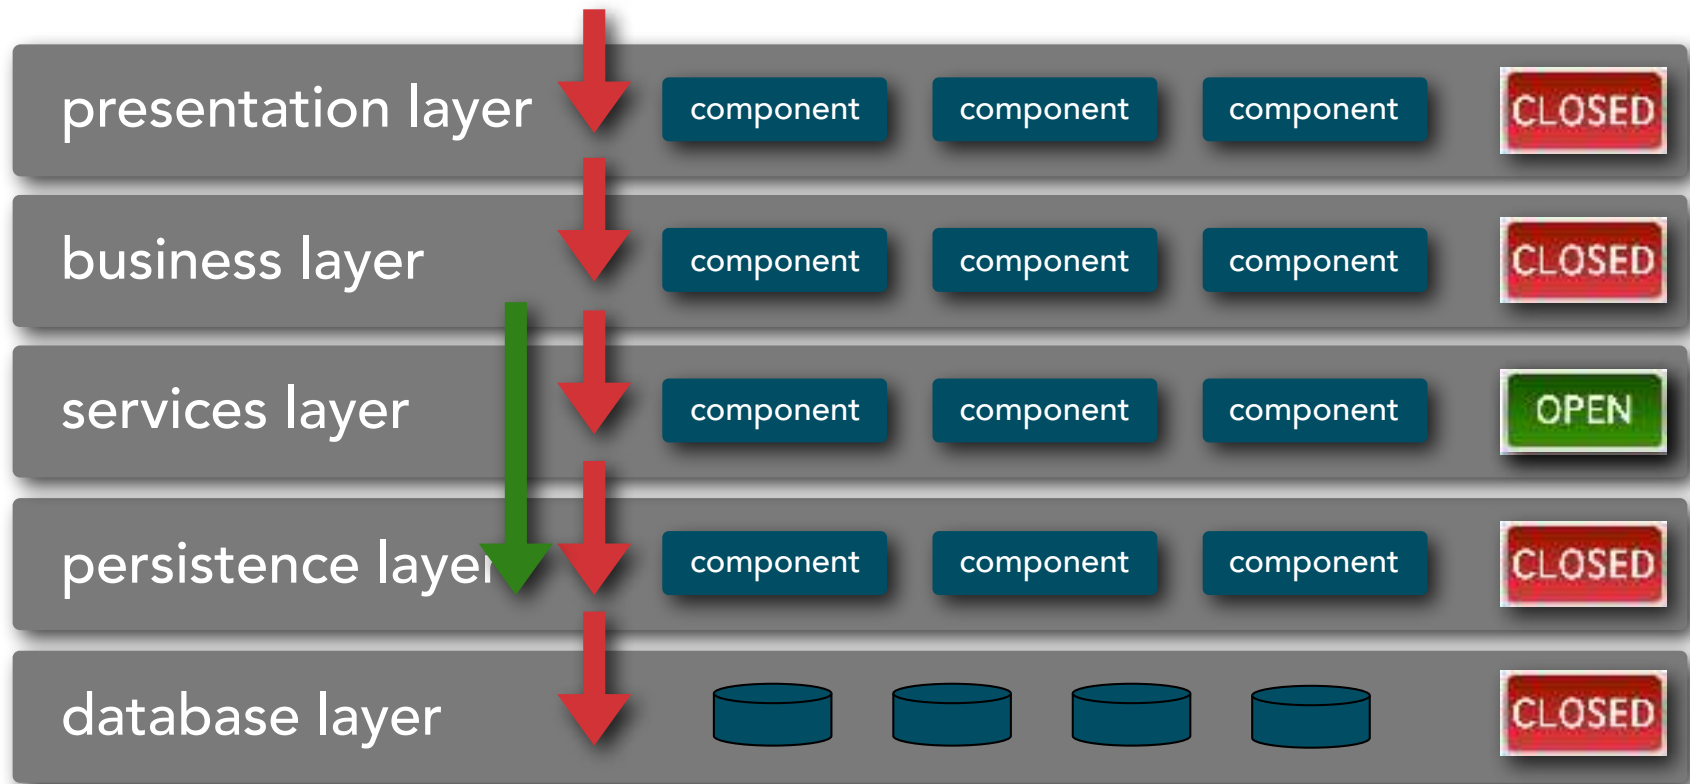 presentation layer component component component CLOSED
business layer component component component CLOSED
services layer component component component OPEN
persistence layer component component component CLOSED
database layer CLOSED